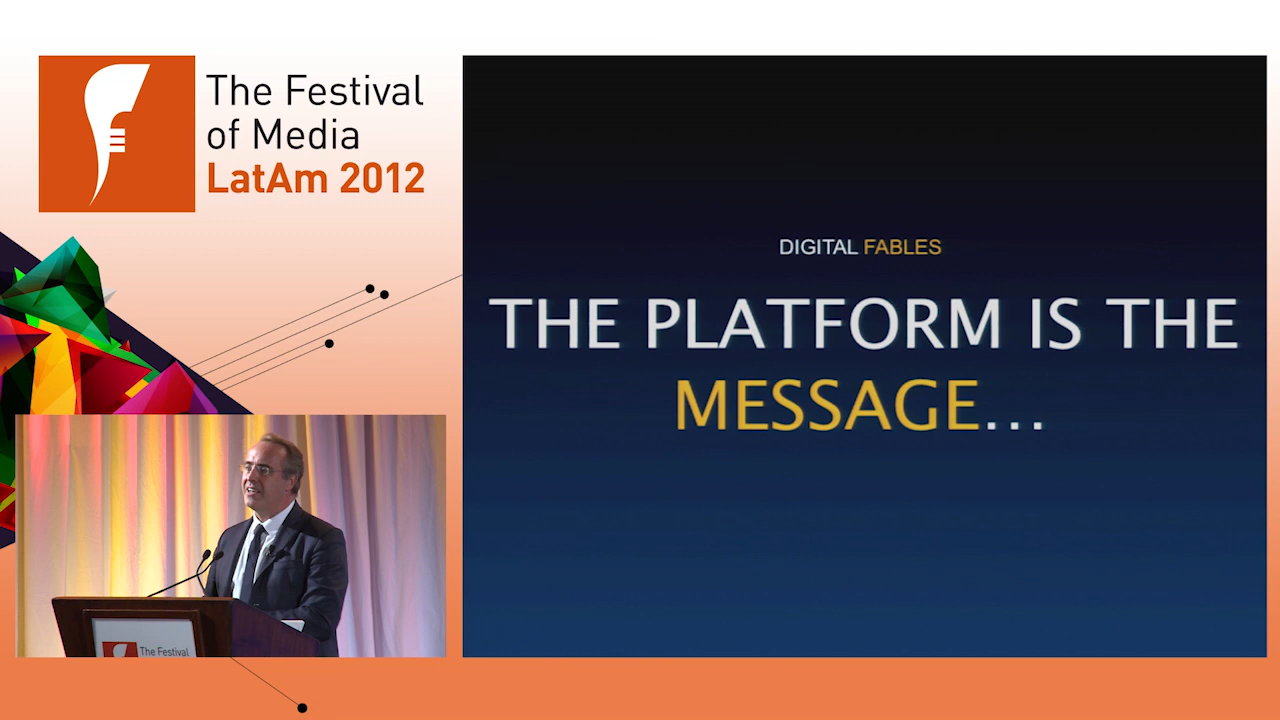 The Festival
of Media
LatAm 2012
DIGITAL FABLES
THE PLATFORM IS THE
MESSAGE...
The Festival